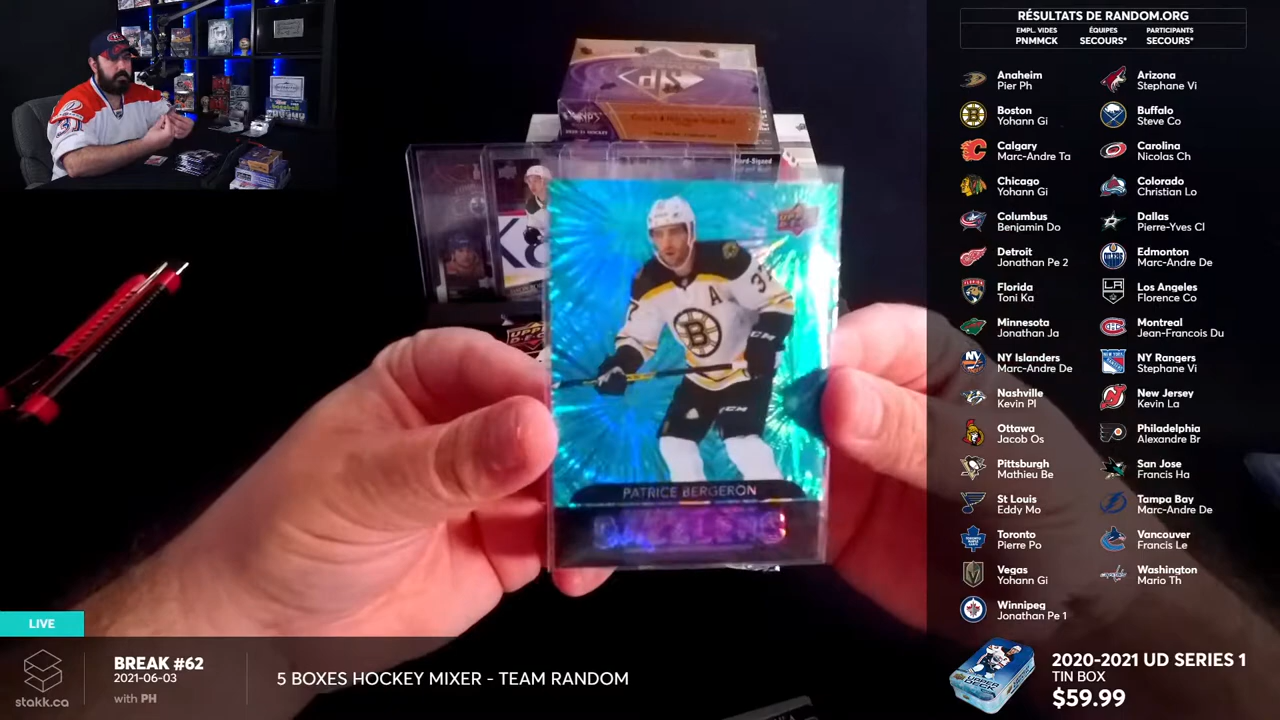 RÉSULTATS DE RANDOM.ORG
EMPL. VIDES
PNMMCK
ÉQUIPES
SECOURS*
PARTICIPANTS
SECOURS*
Anaheim
Pier Ph
Arizona
Stephane Vi
Boston
Yohann Gi
Buffalo
Steve Co
Calgary
Marc-Andre Ta
Carolina
Nicolas Ch
Chicago
Yohann Gi
Colorado
Christian Lo
Columbus
Benjamin Do
Dallas
Pierre-Yves Cl
Detroit
Jonathan Pe 2
Edmonton
Marc-Andre De
Florida
Toni Ka
Los Angeles
Florence Co
Minnesota
Jonathan Ja
Montreal
Jean-Francois Du
NY Islanders
Marc-Andre De
NY Rangers
Stephane Vi
Nashville
Kevin Pl
New Jersey
Kevin La
Ottawa
Jacob Os
Philadelphia
Alexandre Br
Pittsburgh
Mathieu Be
San Jose
Francis Ha
St Louis
Eddy Mo
Tampa Bay
Marc-Andre De
Toronto
Pierre Po
Vancouver
Francis Le
Vegas
Yohann Gi
Washington
Mario Th
Winnipeg
Jonathan Pe 1
SP
37
A
B
CCM
PATRICE BERGERON
DAZZLERS
LIVE
stakk.ca
BREAK #62
2021-06-03
with PH
5 BOXES HOCKEY MIXER - TEAM RANDOM
2020-2021 UD SERIES 1
TIN BOX
$59.99